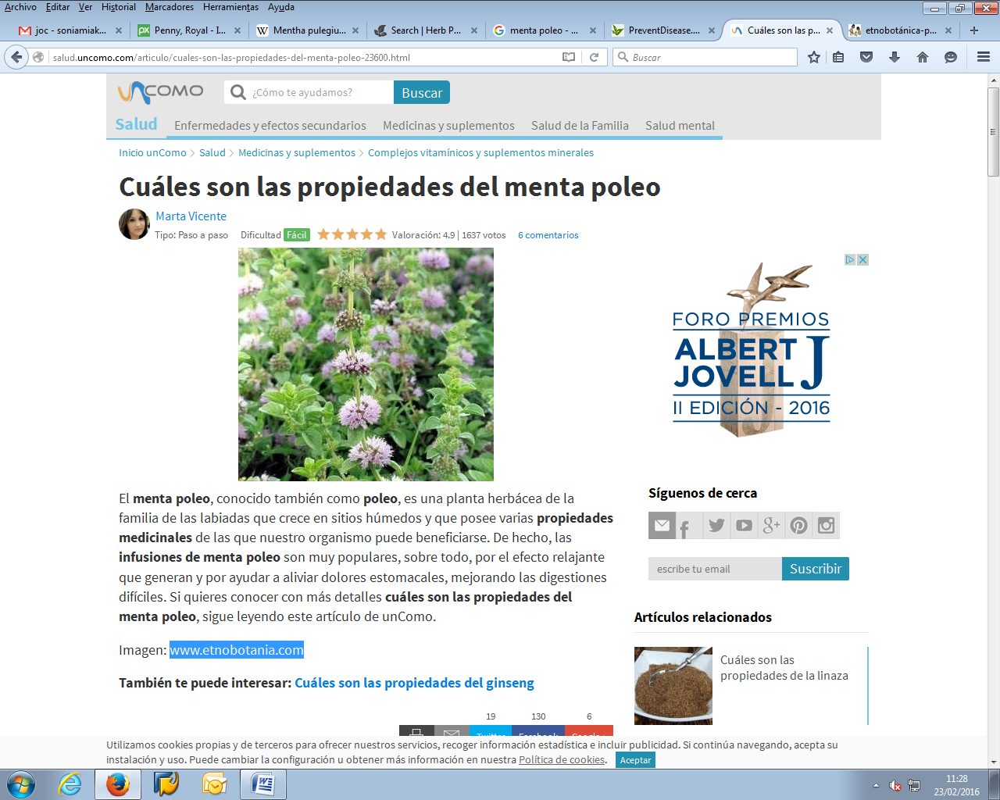 Archivo Editar Ver Historial Marcadores Herramientas Ayuda
joc - soniamiak... Penny, Royal - I... Mentha pulegiu... Search | Herb P... menta poleo - ... PreventDisease.... Cuáles son las p... etnobotánica-p...
salud.uncomo.com/articulo/cuales-son-las-propiedades-del-menta-poleo-23600.html Buscar
UNCOMO ¿Cómo te ayudamos? Buscar
Salud Enfermedades y efectos secundarios Medicinas y suplementos Salud de la Familia Salud mental
Inicio unComo > Salud > Medicinas y suplementos > Complejos vitamínicos y suplementos minerales
Cuáles son las propiedades del menta poleo
Marta Vicente
Tipo: Paso a paso Dificultad Fácil Valoración: 4.9 | 1637 votos 6 comentarios
FORO PREMIOS
ALBERT
JOVELL J
II EDICIÓN - 2016
El menta poleo, conocido también como poleo, es una planta herbácea de la
familia de las labiadas que crece en sitios húmedos y que posee varias propiedades
medicinales de las que nuestro organismo puede beneficiarse. De hecho, las
infusiones de menta poleo son muy populares, sobre todo, por el efecto relajante
que generan y por ayudar a aliviar dolores estomacales, mejorando las digestiones
difíciles. Si quieres conocer con más detalles cuáles son las propiedades del
menta poleo, sigue leyendo este artículo de unComo.
Imagen: www.etnobotania.com
También te puede interesar: Cuáles son las propiedades del ginseng
19 130 6
Twitter Facebook Google+
Síguenos de cerca
escribe tu email Suscribir
Artículos relacionados
Cuáles son las
propiedades de la linaza
Utilizamos cookies propias y de terceros para ofrecer nuestros servicios, recoger información estadística e incluir publicidad. Si continúa navegando, acepta su
instalación y uso. Puede cambiar la configuración u obtener más información en nuestra Política de cookies. Aceptar
11:28
23/02/2016